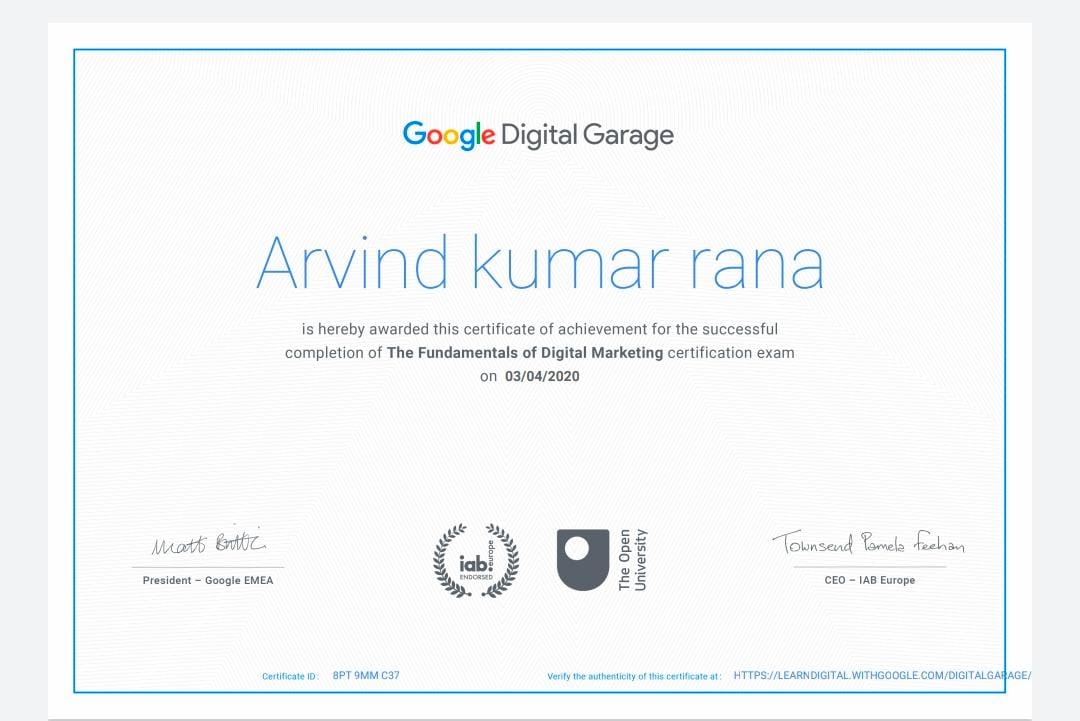 Google Digital Garage
Arvind kumar rana
is hereby awarded this certificate of achievement for the successful
completion of The Fundamentals of Digital Marketing certification exam
on 03/04/2020
Matt Brittin
President – Google EMEA
iab.europe
ENDORSED
The Open
University
Townsend Pamela Feehan
CEO – IAB Europe
Certificate ID: 8PT 9MM C37
Verify the authenticity of this certificate at: HTTPS://LEARNDIGITAL.WITHGOOGLE.COM/DIGITALGARAGE/